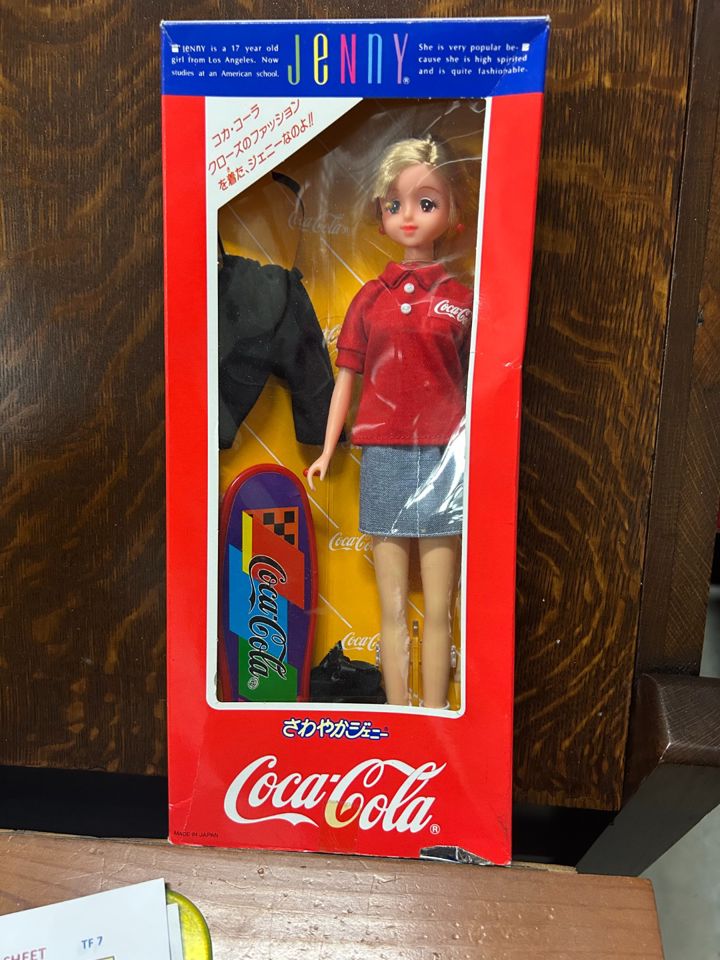 JENNY is a 17 year old
girl from Los Angeles. Now
studies at an American school.
JeNNY®
She is very popular be-
cause she is high spirited
and is quite fashionable.
コカ・コーラ
クローズのファッション
を着た、ジェニーなのよ!!
Coca-Cola®
Coca-C
Coca-Co
Coca-Cola®
Coca-C
さわやかジェニー
Coca-Cola®
MADE IN JAPAN
SHEET
TF 7